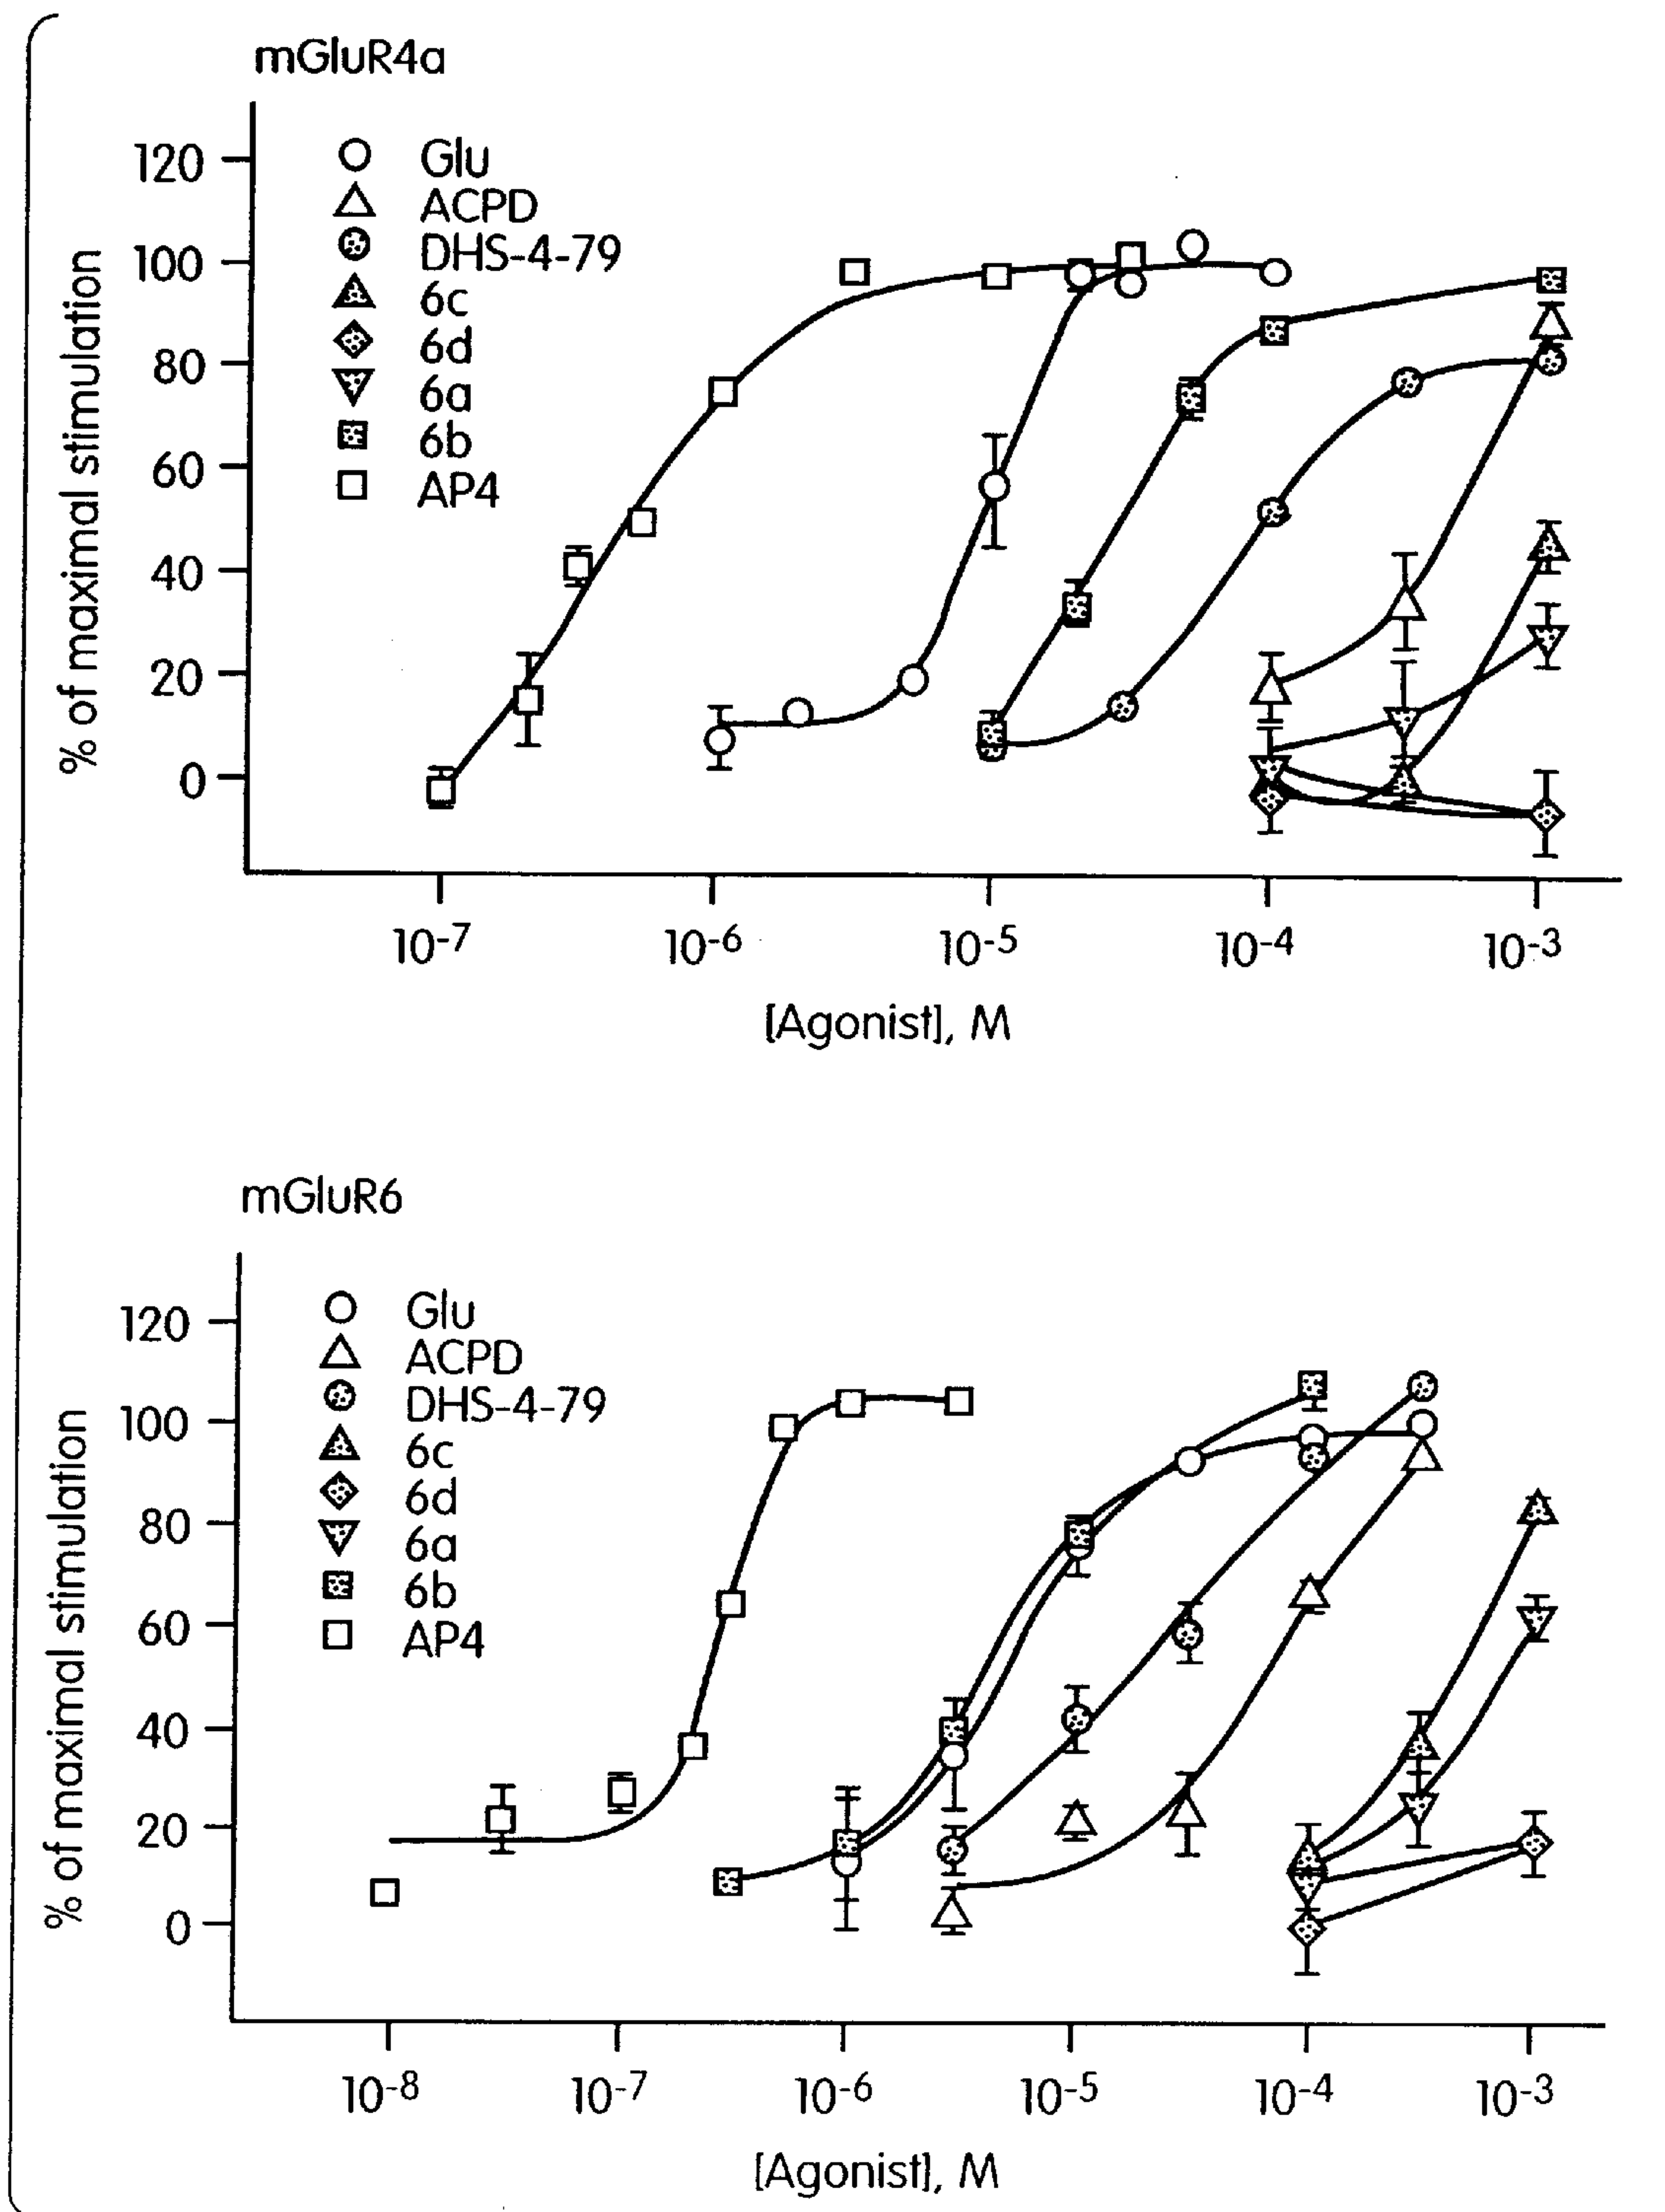 mGluR4a
120
100
80
60
40
20
0
% of maximal stimulation
Glu
ACPD
DHS-4-79
6c
6d
6a
6b
AP4
10-7 10-6 10-5 10-4 10-3
[Agonist], M
mGluR6
120
100
80
60
40
20
0
% of maximal stimulation
Glu
ACPD
DHS-4-79
6c
6d
6a
6b
AP4
10-8 10-7 10-6 10-5 10-4 10-3
[Agonist], M